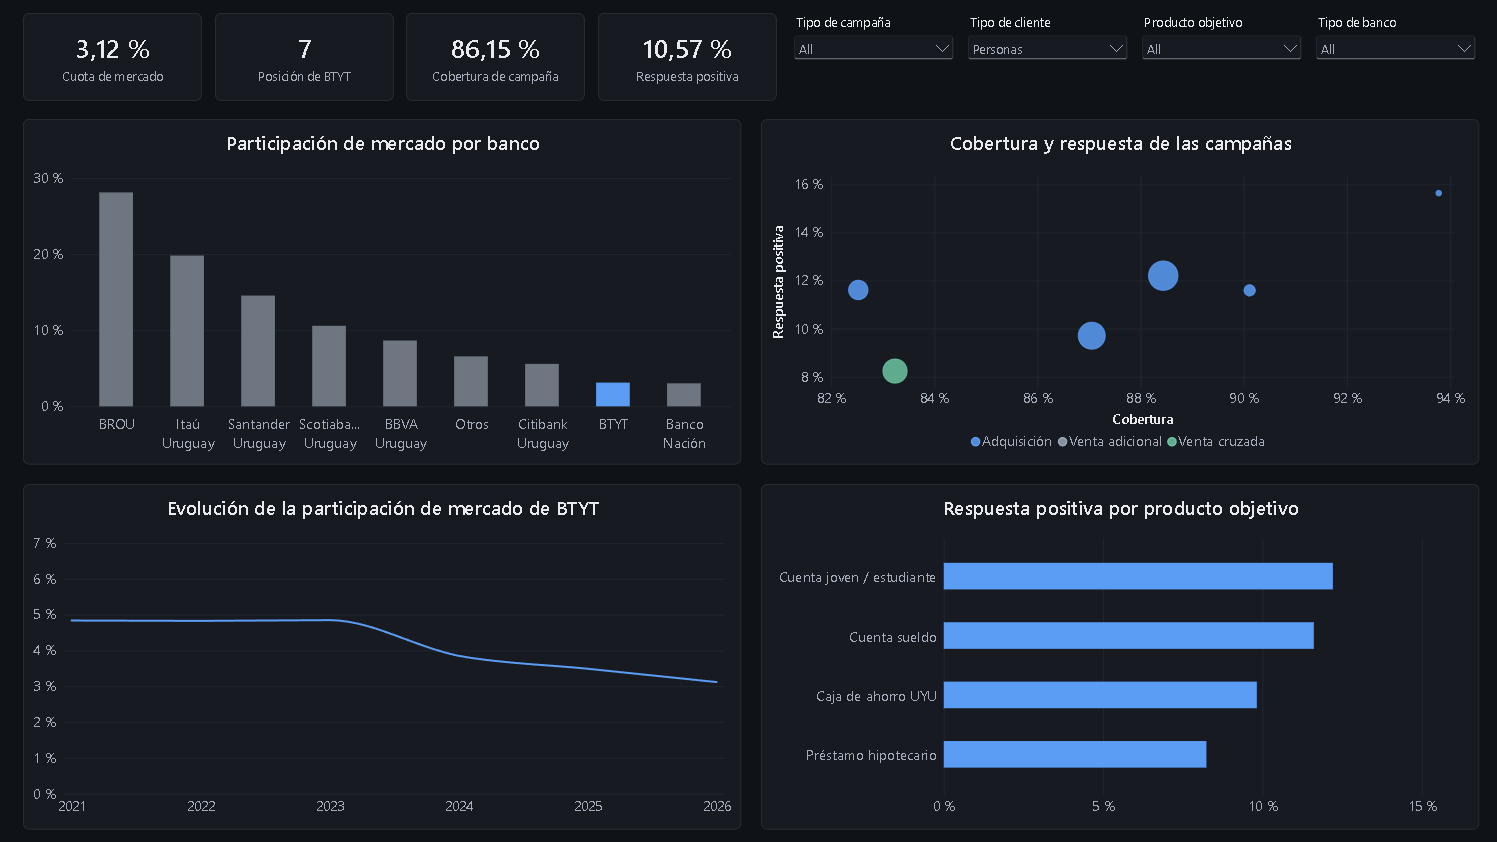 3,12 %
Cuota de mercado
7
Posición de BTYT
86,15 %
Cobertura de campaña
10,57 %
Respuesta positiva
Tipo de campaña
All
Tipo de cliente
Personas
Producto objetivo
All
Tipo de banco
All
Participación de mercado por banco
30 %
20 %
10 %
0 %
BROU
Itaú
Uruguay
Santander
Uruguay
Scotiaba...
Uruguay
BBVA
Uruguay
Otros
Citibank
Uruguay
BTYT
Banco
Nación
Cobertura y respuesta de las campañas
Respuesta positiva
16 %
14 %
12 %
10 %
8 %
82 %
84 %
86 %
88 %
90 %
92 %
94 %
Cobertura
Adquisición
Venta adicional
Venta cruzada
Evolución de la participación de mercado de BTYT
7 %
6 %
5 %
4 %
3 %
2 %
1 %
0 %
2021
2022
2023
2024
2025
2026
Respuesta positiva por producto objetivo
Cuenta joven / estudiante
Cuenta sueldo
Caja de ahorro UYU
Préstamo hipotecario
0 %
5 %
10 %
15 %